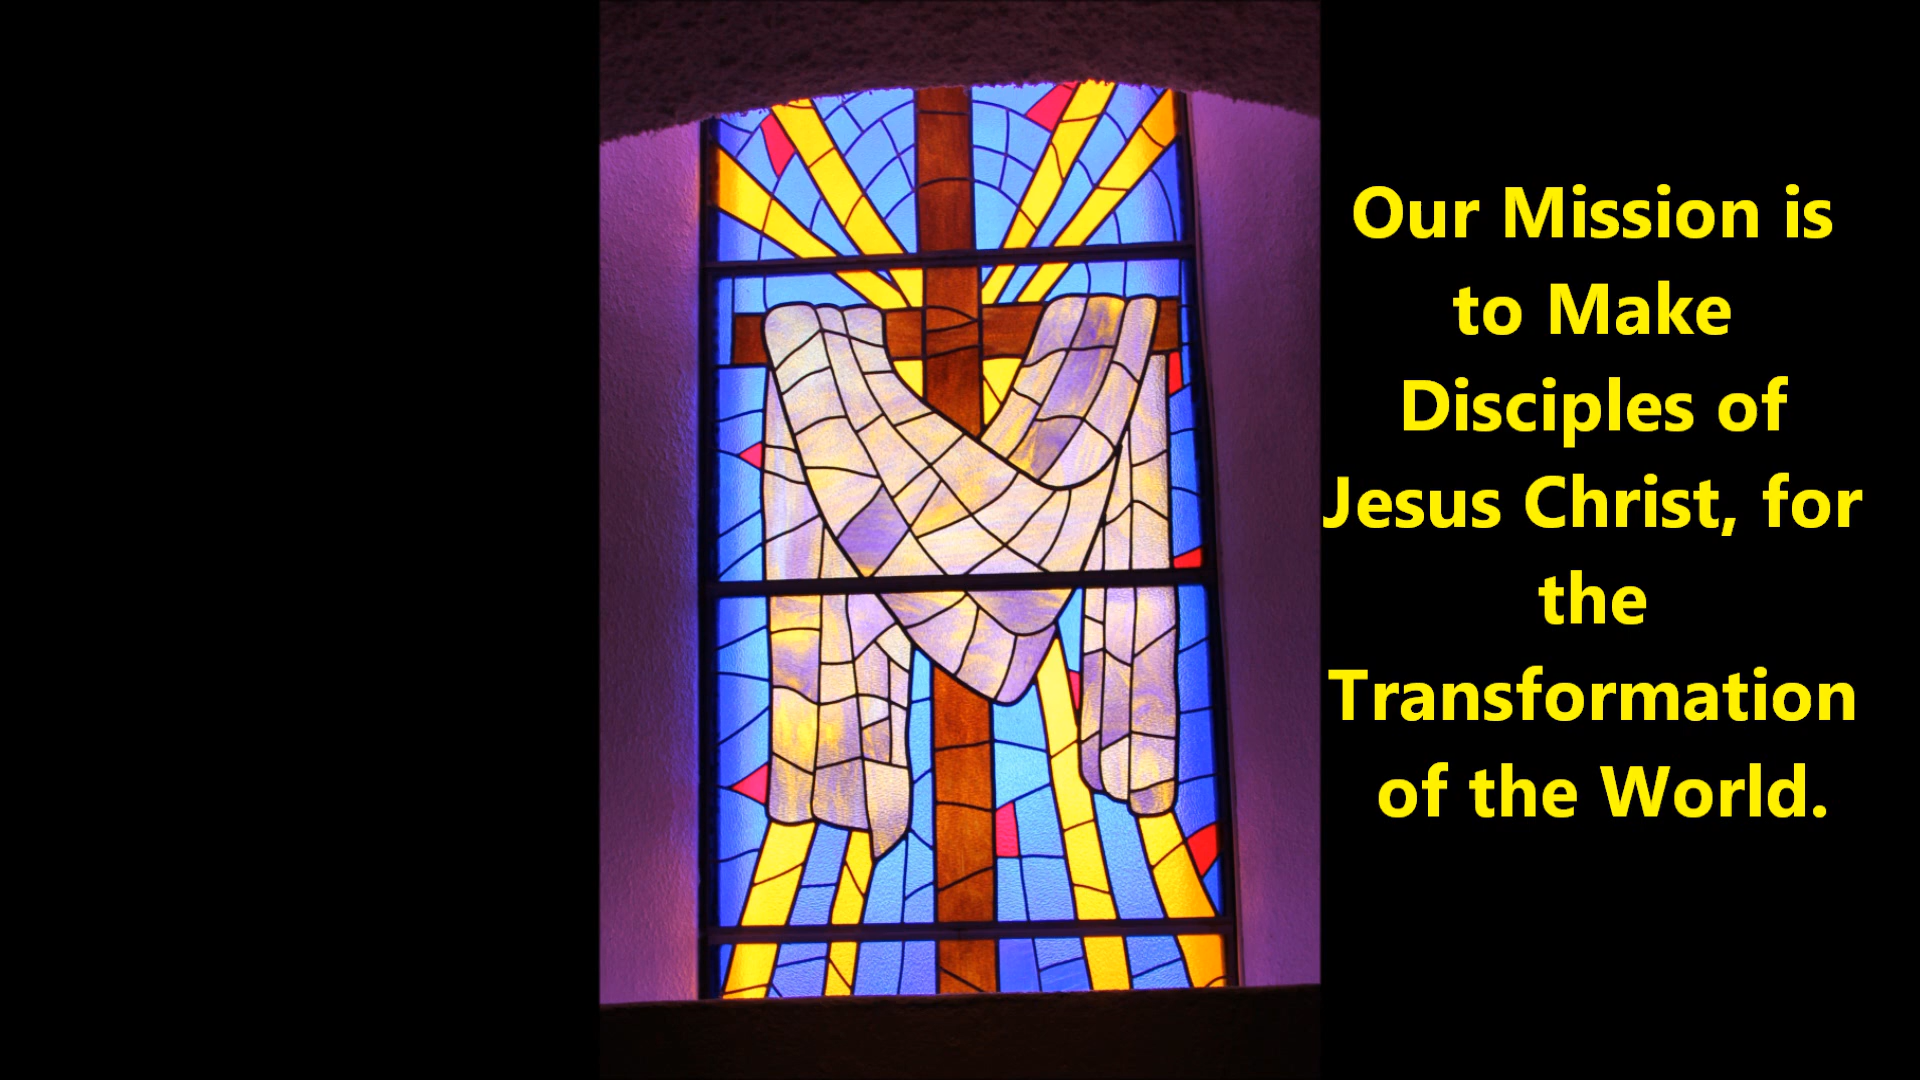 Our Mission is
to Make
Disciples of
Jesus Christ, for
the
Transformation
of the World.